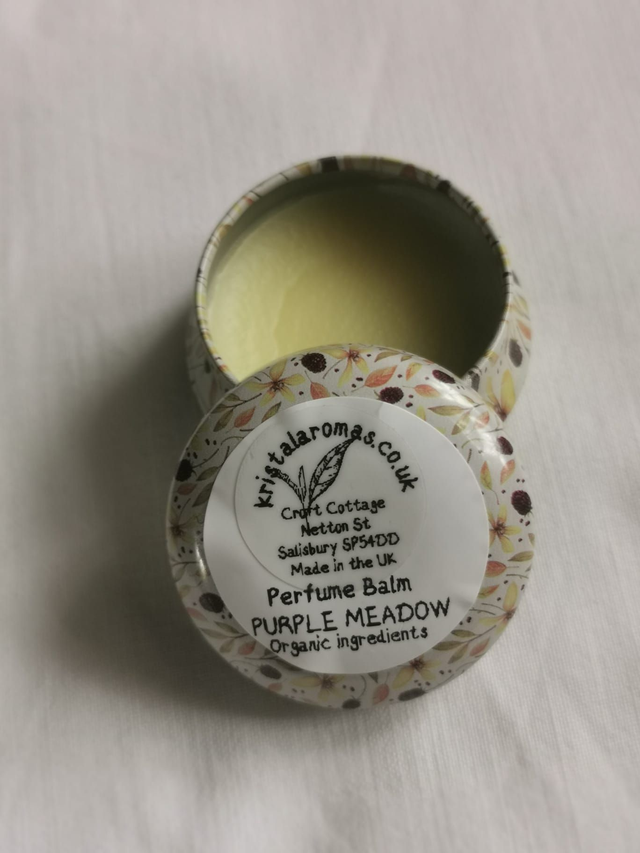 kristalaromas.co.uk
Croft Cottage
Netton St
Salisbury SP54DD
Made in the UK
Perfume Balm
PURPLE MEADOW
Organic ingredients